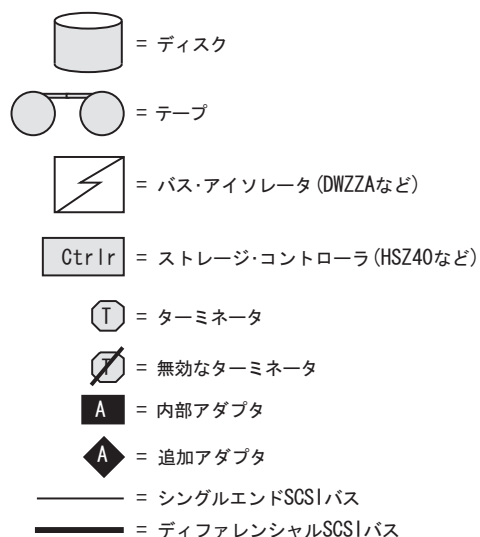 = ディスク
= テープ
= バス・アイソレータ(DWZZAなど)
Ctrlr = ストレージ・コントローラ(HSZ40など)
T = ターミネータ
T = 無効なターミネータ
A = 内部アダプタ
A = 追加アダプタ
= シングルエンドSCSIバス
= ディファレンシャルSCSIバス